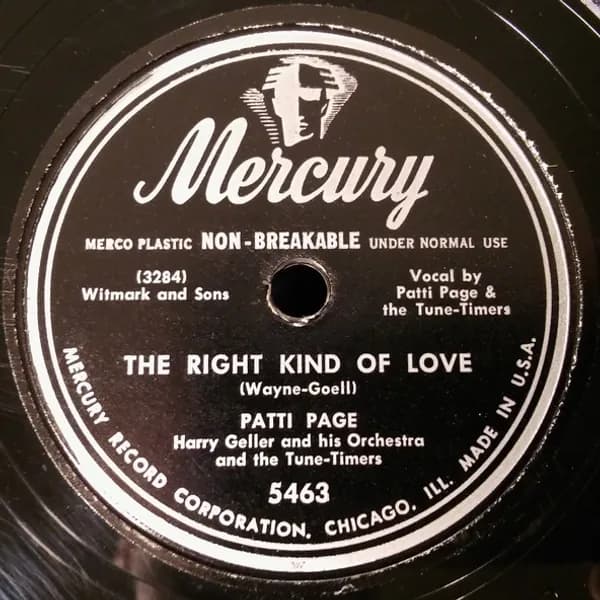 Mercury
MERCO PLASTIC NON-BREAKABLE UNDER NORMAL USE
(3284)
Witmark and Sons
Vocal by
Patti Page &
the Tune-Timers
THE RIGHT KIND OF LOVE
(Wayne-Goell)
PATTI PAGE
Harry Geller and his Orchestra
and the Tune-Timers
5463
MERCURY RECORD CORPORATION, CHICAGO, ILL. MADE IN U.S.A.